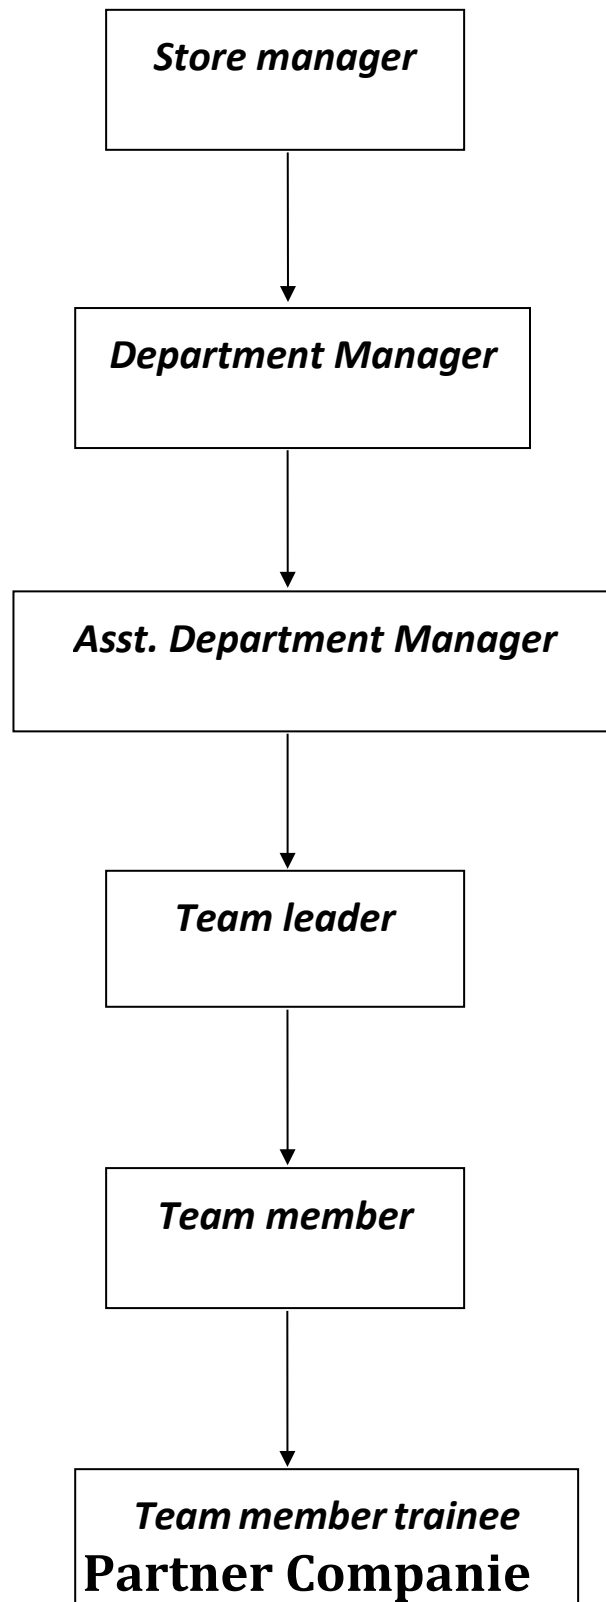 Store manager
Department Manager
Asst. Department Manager
Team leader
Team member
Team member trainee
Partner Companie